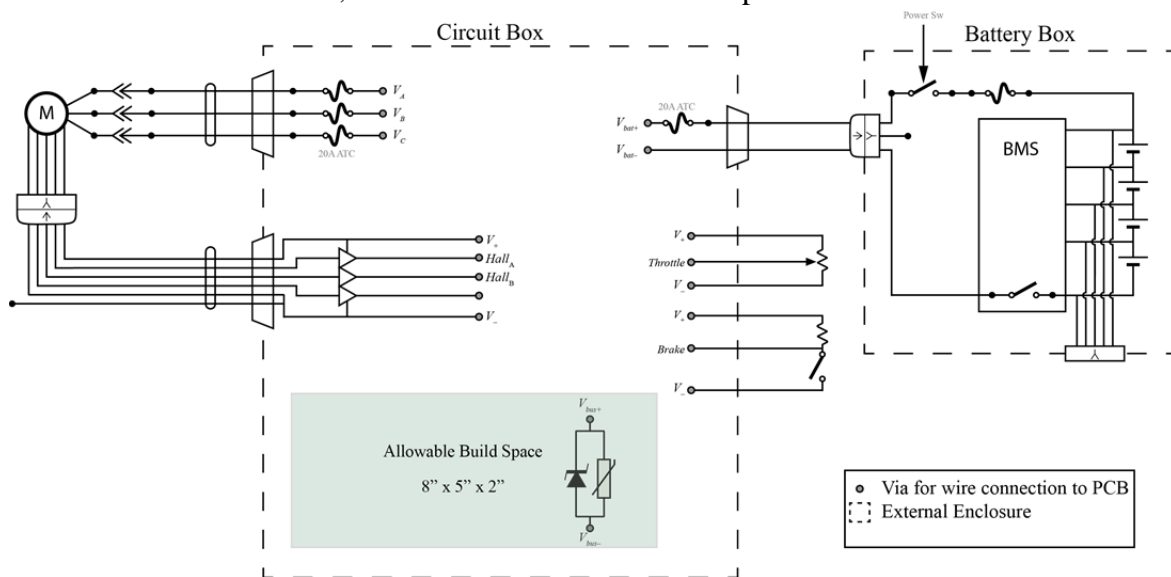 Power Sw
Circuit Box
Battery Box
M
V_A
V_B
V_C
20A ATC
20A ATC
V_bat+
V_bat-
BMS
V_+
Hall_A
Hall_B
V_-
V_+
Throttle
V_-
V_+
Brake
V_-
Allowable Build Space
8” x 5” x 2”
V_bus+
V_bus-
Via for wire connection to PCB
External Enclosure